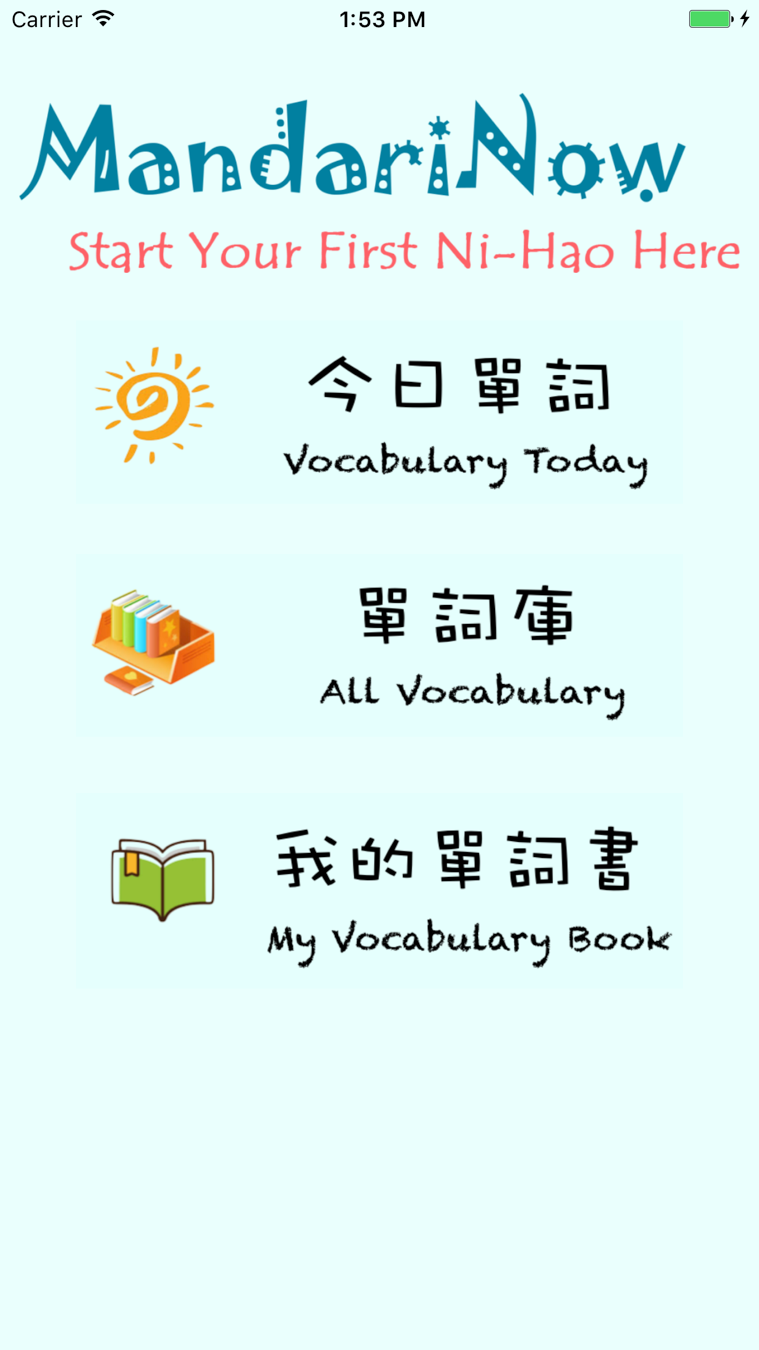 Carrier 1:53 PM
MandariNow
Start Your First Ni-Hao Here
今日單詞
Vocabulary Today
單詞庫
All Vocabulary
我的單詞書
My Vocabulary Book